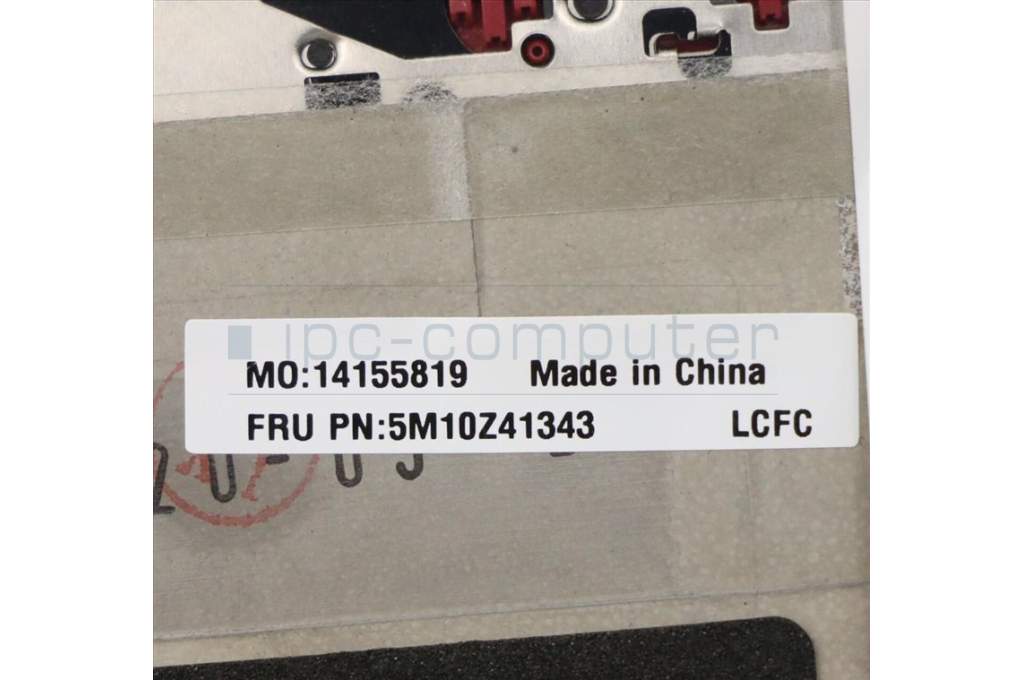 ipc-computer
MO:14155819 Made in China
FRU PN:5M10Z41343 LCFC